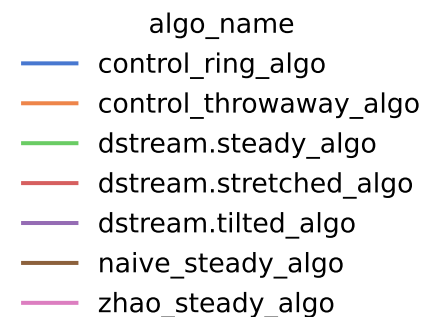 algo_name
control_ring_algo
control_throwaway_algo
dstream.steady_algo
dstream.stretched_algo
dstream.tilted_algo
naive_steady_algo
zhao_steady_algo